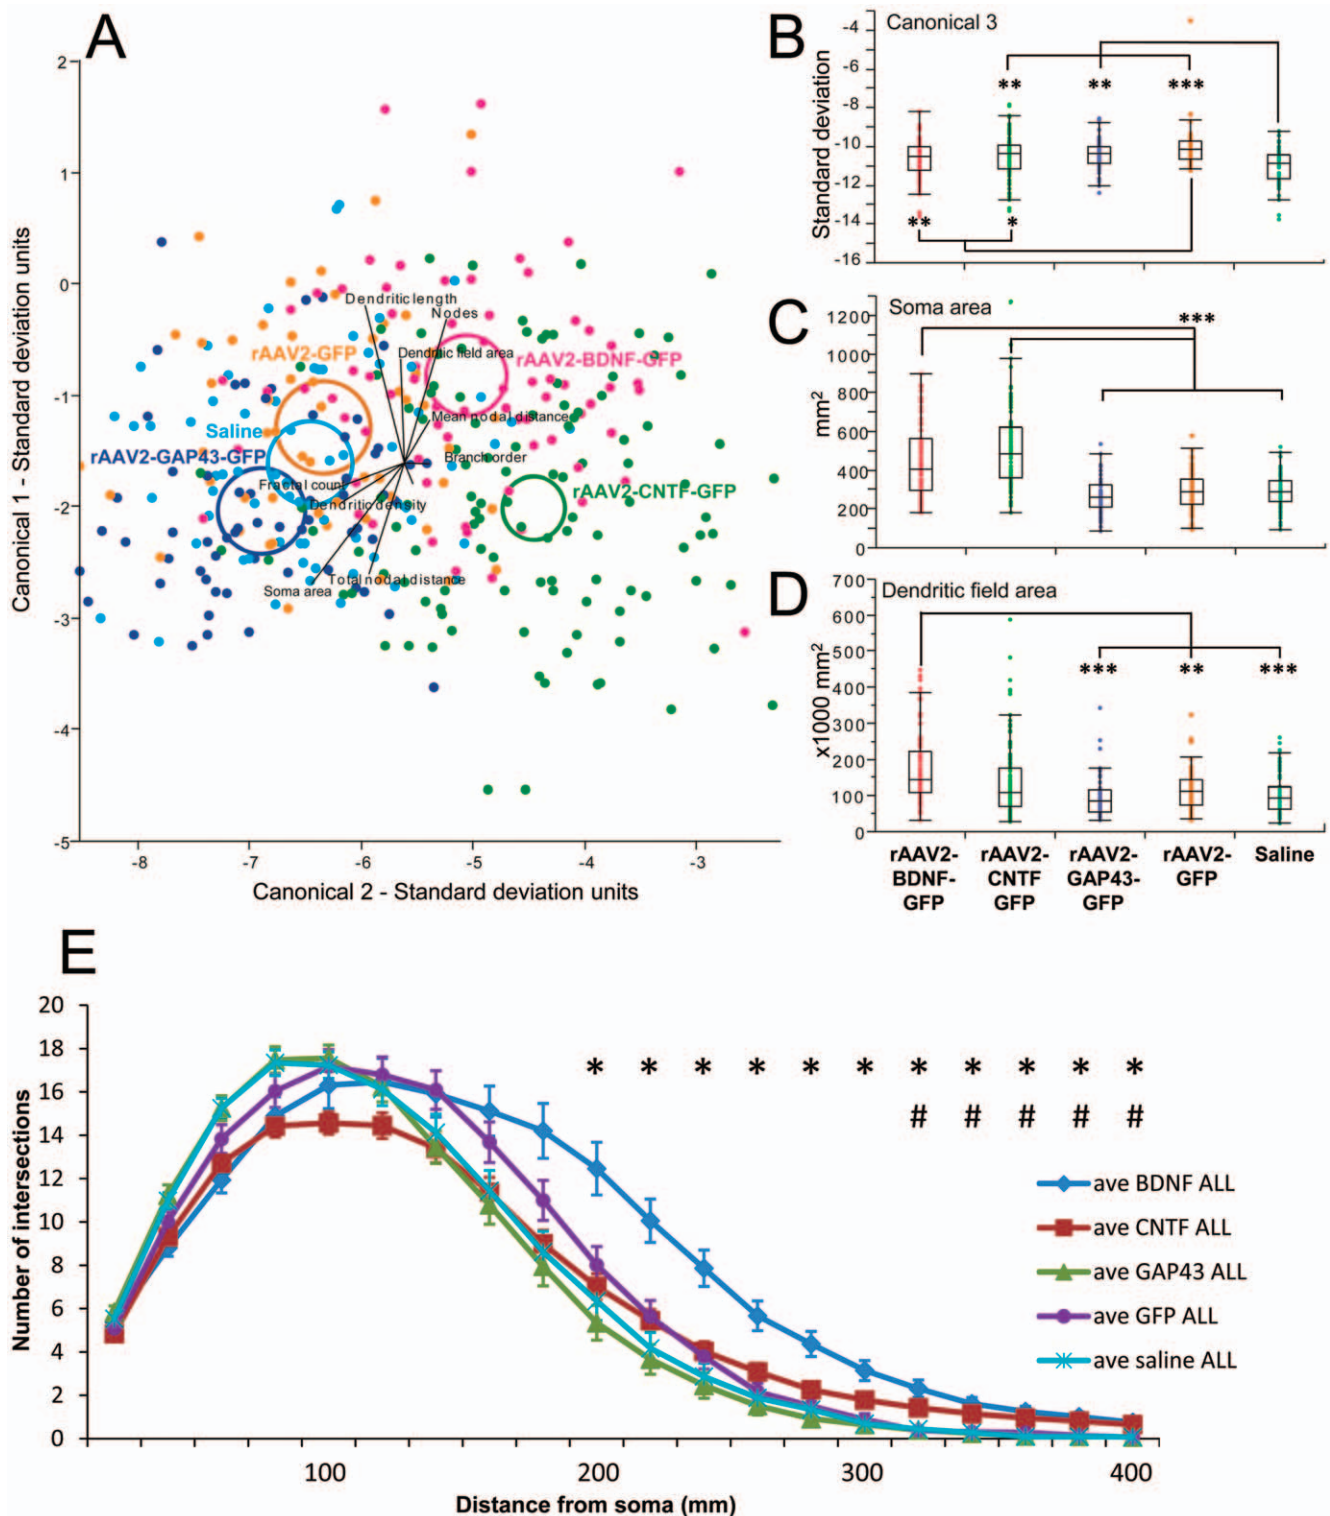 A
2
1
0
-1
-2
-3
-4
-5
-8
-7
-6
-5
-4
-3
Canonical 1 - Standard deviation units
Canonical 2 - Standard deviation units
Dendritic length
Nodes
rAAV2-GFP
Dendritic field area
rAAV2-BDNF-GFP
Mean nodal distance
Saline
rAAV2-GAP43-GFP
Branch order
Fractal count
rAAV2-CNTF-GFP
Dendritic density
Total nodal distance
Soma area
B
Canonical 3
Standard deviation
-4
-6
-8
-10
-12
-14
-16
** ** ***
** *
C
Soma area
mm2
1200
1000
800
600
400
200
0
***
D
Dendritic field area
x1000 mm2
700
600
500
400
300
200
100
0
*** ** ***
rAAV2-
BDNF-
GFP
rAAV2-
CNTF
GFP
rAAV2-
GAP43-
GFP
rAAV2-
GFP
Saline
E
Number of intersections
20
18
16
14
12
10
8
6
4
2
0
* * * * * * * * * * *
# # # # #
ave BDNF ALL
ave CNTF ALL
ave GAP43 ALL
ave GFP ALL
ave saline ALL
100 200 300 400
Distance from soma (mm)